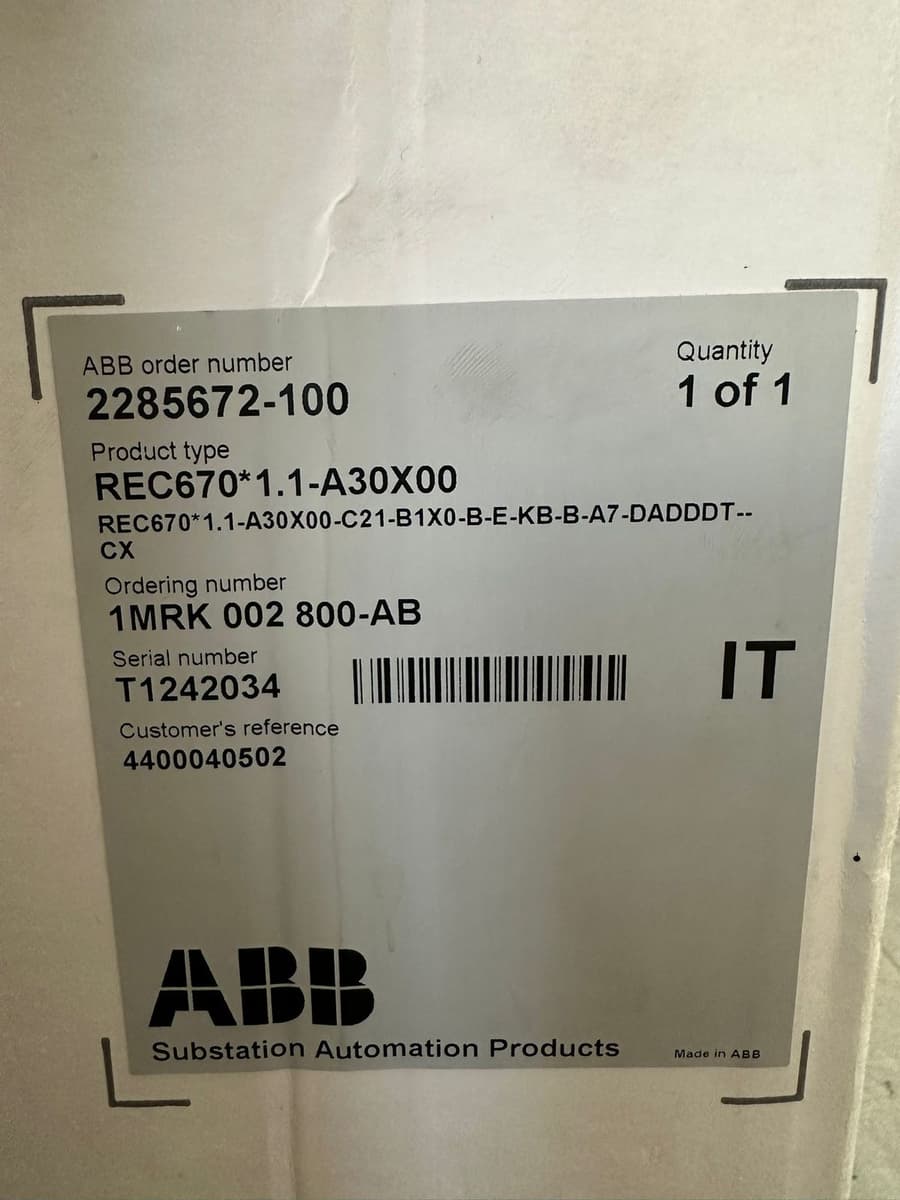 ABB order number
2285672-100
Quantity
1 of 1
Product type
REC670*1.1-A30X00
REC670*1.1-A30X00-C21-B1X0-B-E-KB-B-A7-DADDDT--
CX
Ordering number
1MRK 002 800-AB
Serial number
T1242034
IT
Customer's reference
4400040502
ABB
Substation Automation Products
Made in ABB